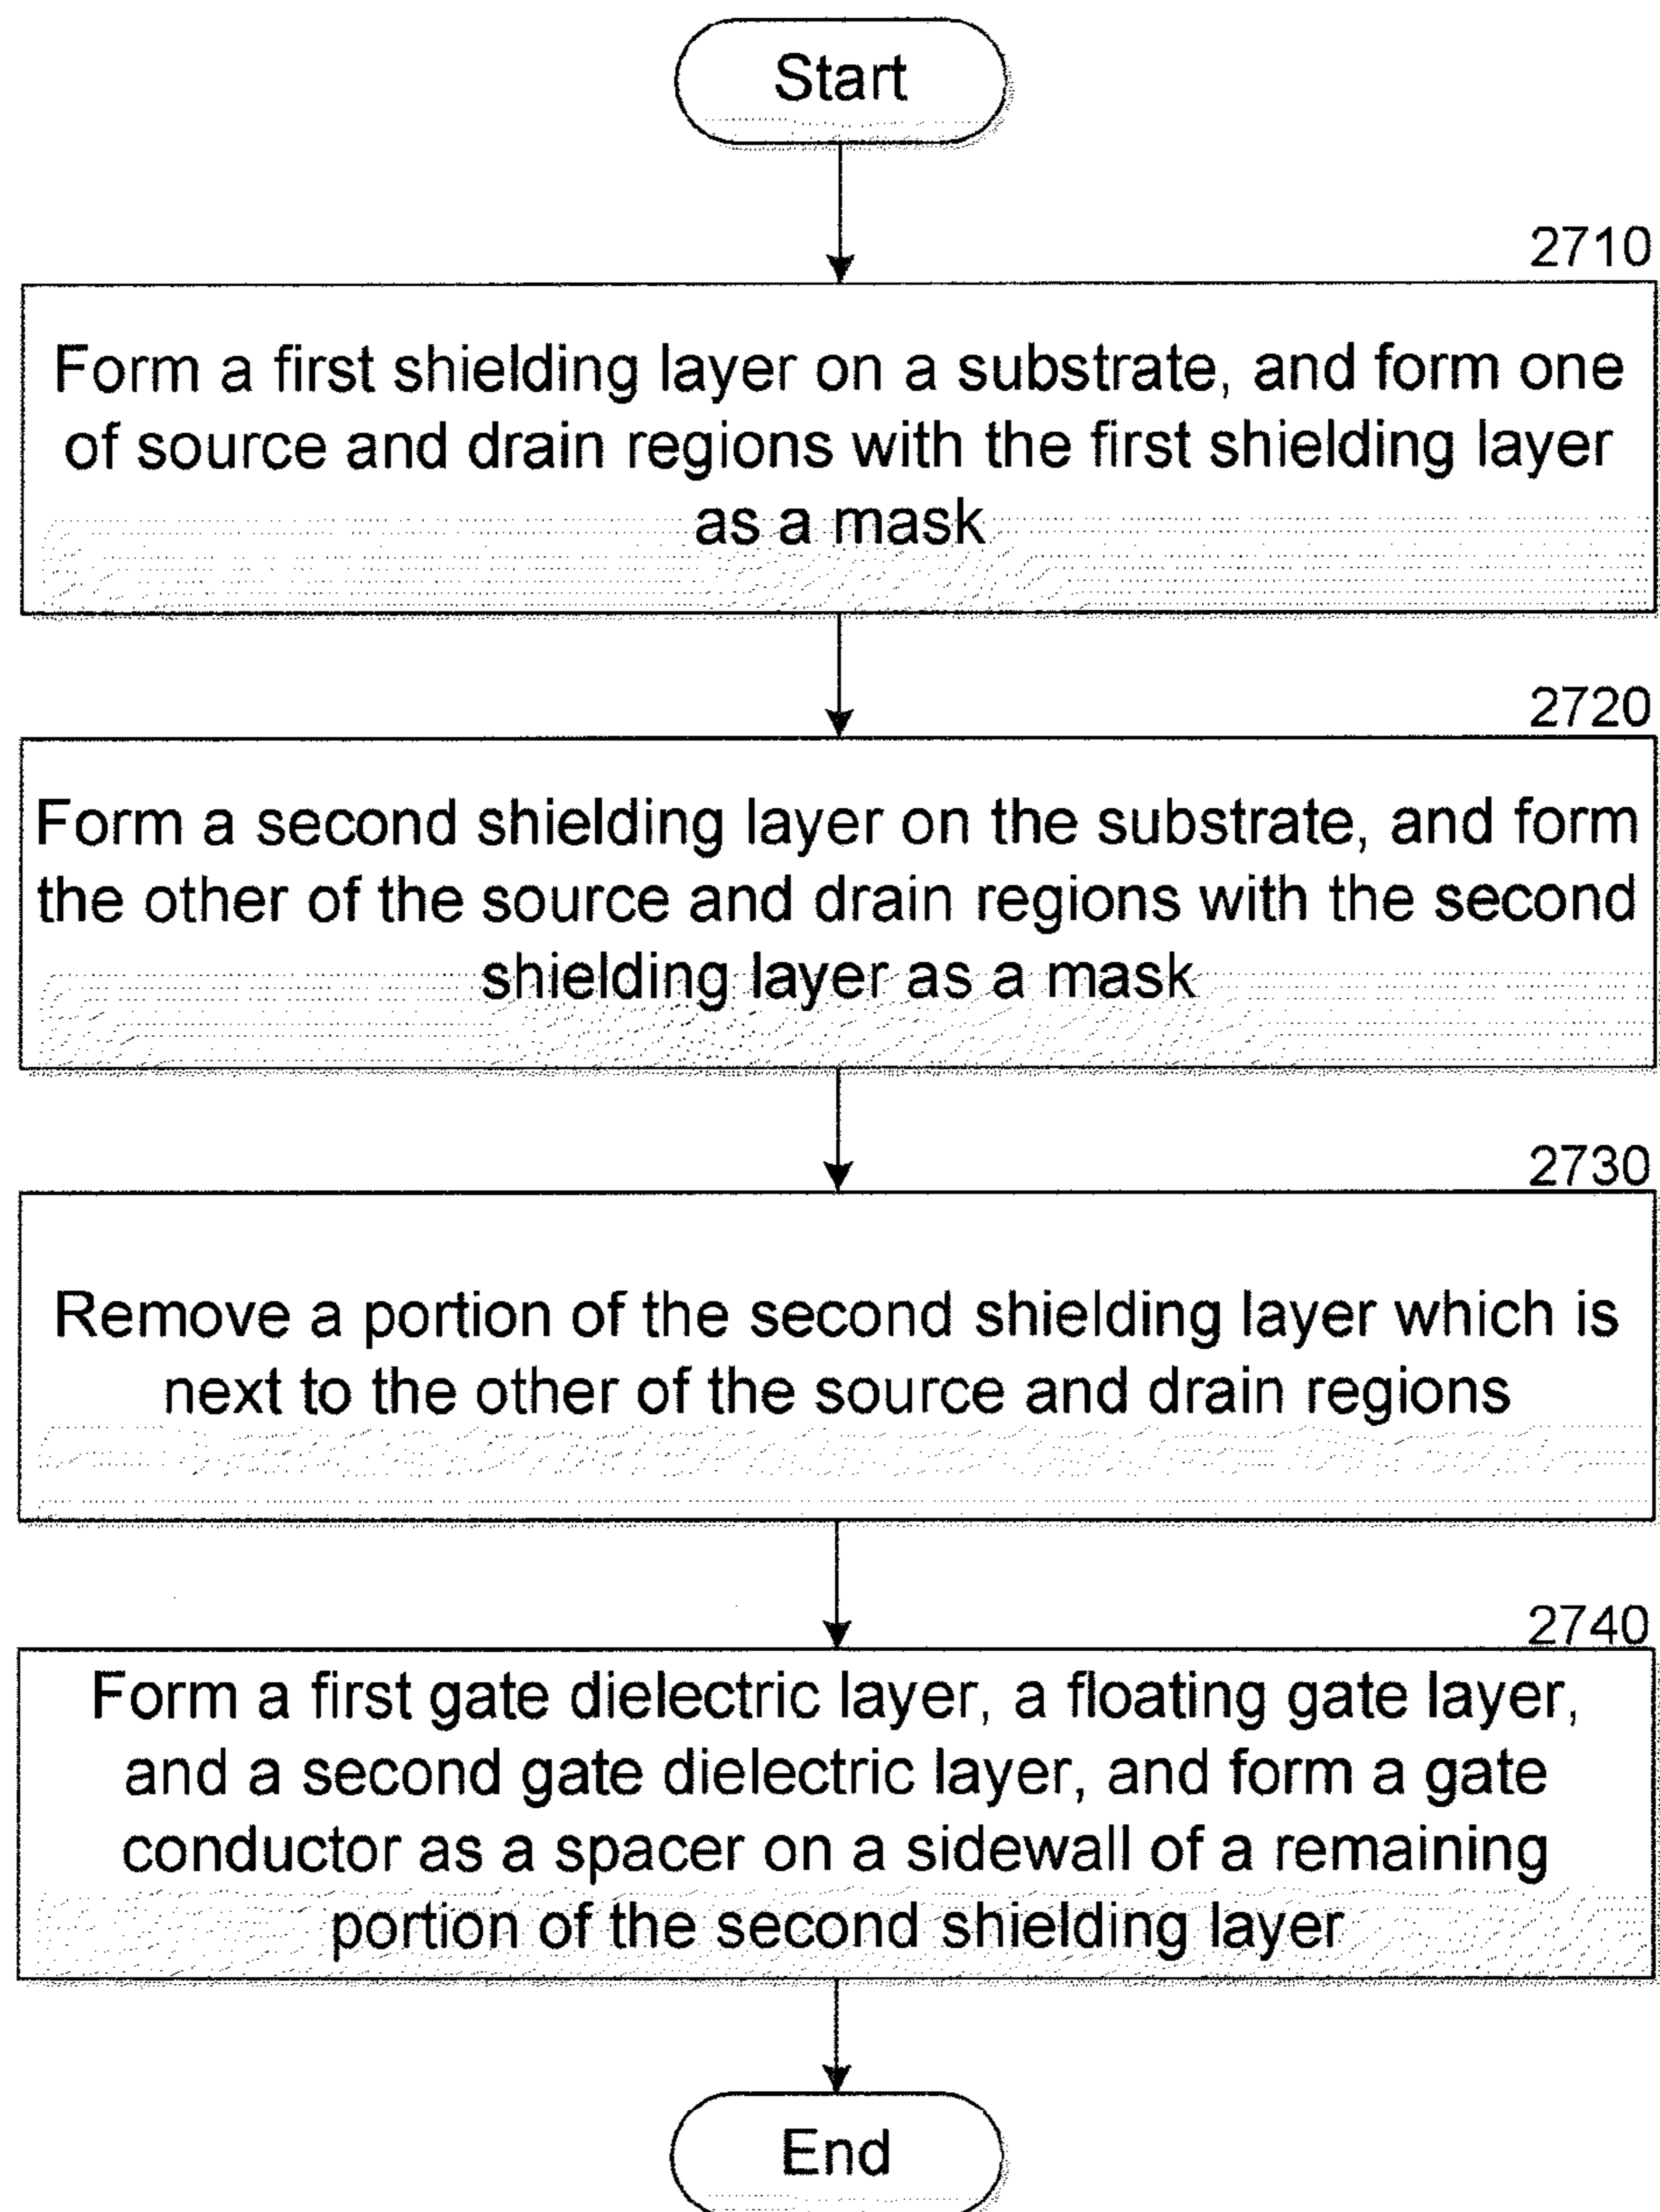 Start
2710
Form a first shielding layer on a substrate, and form one
of source and drain regions with the first shielding layer
as a mask
2720
Form a second shielding layer on the substrate, and form
the other of the source and drain regions with the second
shielding layer as a mask
2730
Remove a portion of the second shielding layer which is
next to the other of the source and drain regions
2740
Form a first gate dielectric layer, a floating gate layer,
and a second gate dielectric layer, and form a gate
conductor as a spacer on a sidewall of a remaining
portion of the second shielding layer
End